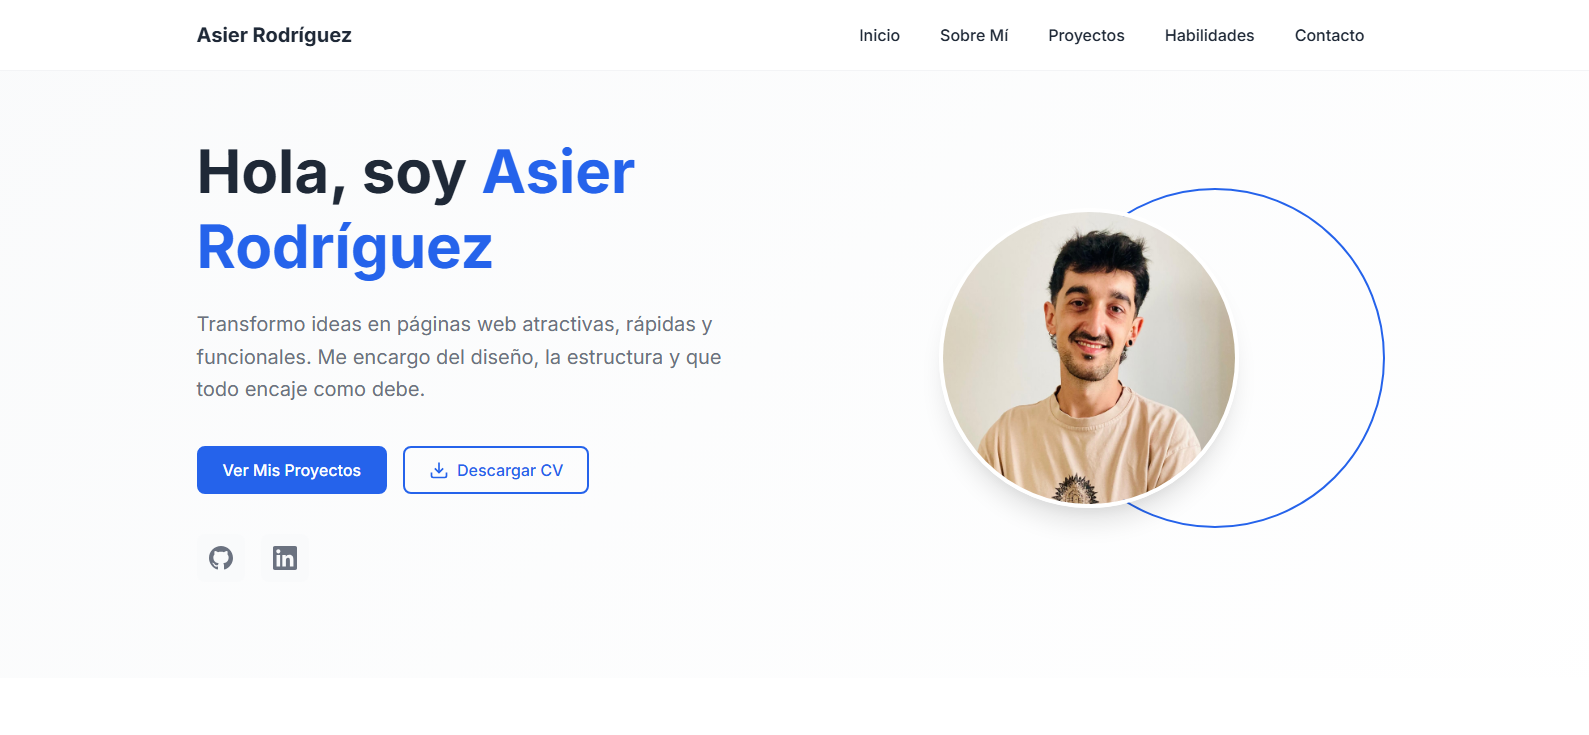 Asier Rodríguez
Inicio
Sobre Mí
Proyectos
Habilidades
Contacto
Hola, soy Asier
Rodríguez
Transformo ideas en páginas web atractivas, rápidas y
funcionales. Me encargo del diseño, la estructura y que
todo encaje como debe.
Ver Mis Proyectos
Descargar CV
in